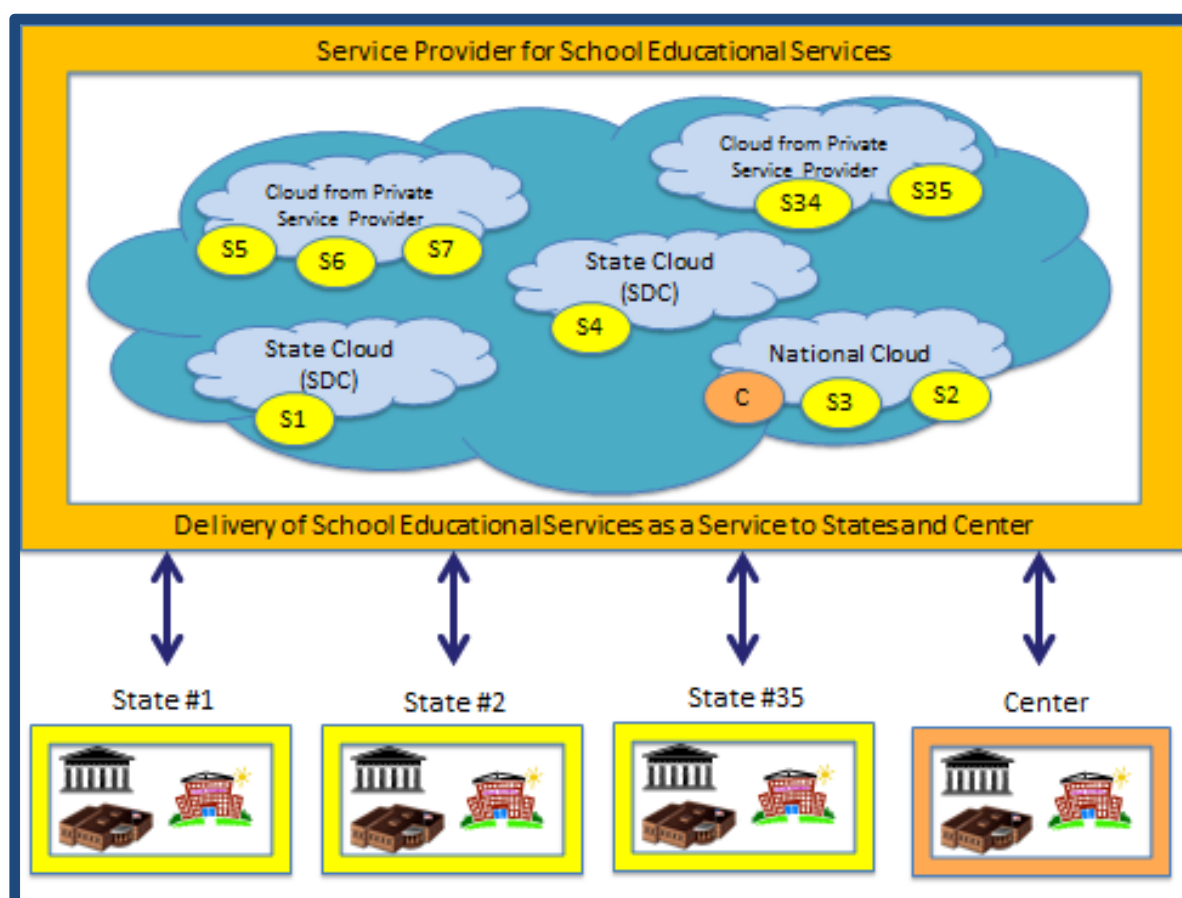 Service Provider for School Educational Services
Cloud from Private
Service Provider
S34
S35
Cloud from Private
Service Provider
S5
S6
S7
State Cloud
(SDC)
S4
State Cloud
(SDC)
S1
National Cloud
C
S3
S2
Delivery of School Educational Services as a Service to States and Center
State #1
State #2
State #35
Center